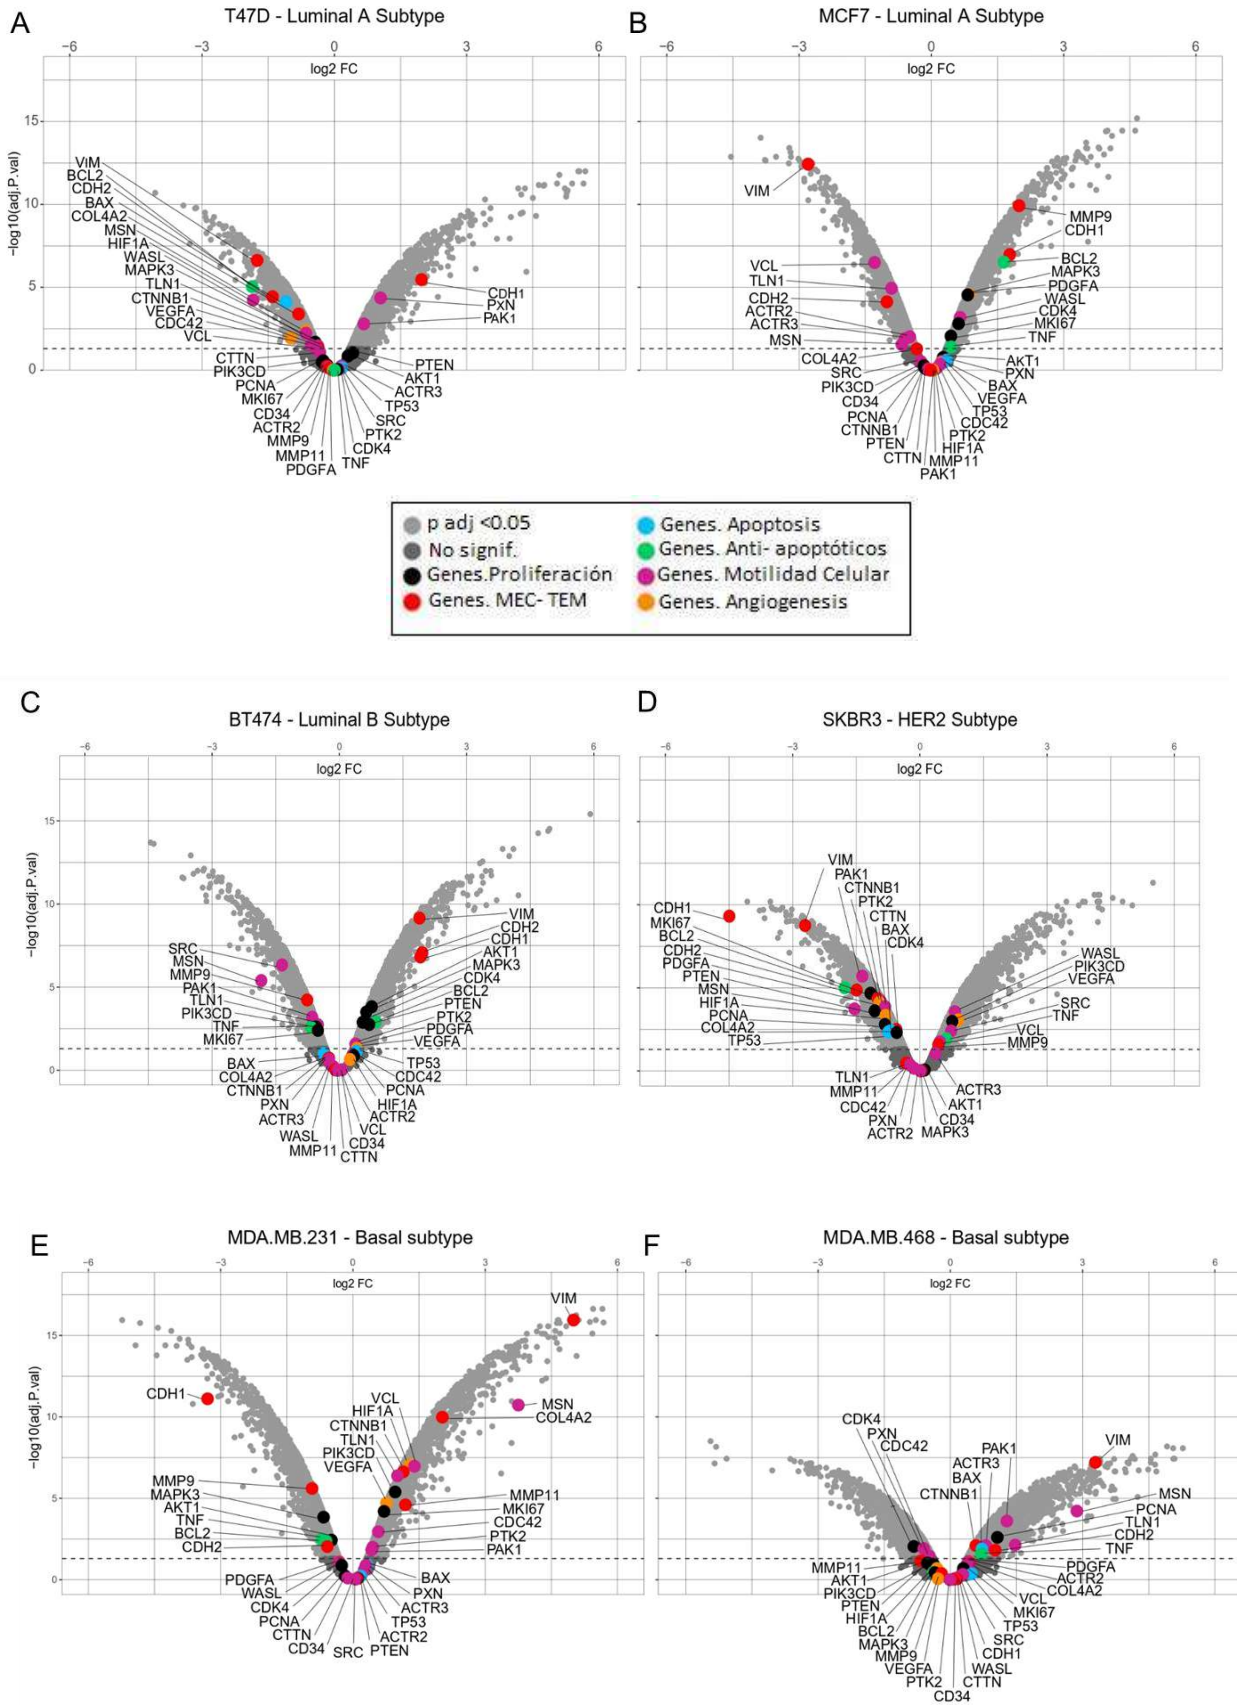 A
T47D - Luminal A Subtype
-6 -3 0 3 6
log2 FC
-log10(adj.P.val)
15
10
5
0
VIM
BCL2
CDH2
BAX
COL4A2
MSN
HIF1A
WASL
MAPK3
TLN1
CTNNB1
VEGFA
CDC42
VCL
CTTN
PIK3CD
PCNA
MKI67
CD34
ACTR2
MMP9
MMP11
PDGFA
CDH1
PXN
PAK1
PTEN
AKT1
ACTR3
TP53
SRC
PTK2
CDK4
TNF
B
MCF7 - Luminal A Subtype
-6 -3 0 3 6
log2 FC
VIM
VCL
TLN1
CDH2
ACTR2
ACTR3
MSN
COL4A2
SRC
PIK3CD
CD34
PCNA
CTNNB1
PTEN
CTTN
PAK1
MMP9
CDH1
BCL2
MAPK3
PDGFA
WASL
CDK4
MKI67
TNF
AKT1
PXN
BAX
VEGFA
TP53
CDC42
PTK2
HIF1A
MMP11
p adj <0.05
No signif.
Genes.Proliferación
Genes. MEC- TEM
Genes. Apoptosis
Genes. Anti- apoptóticos
Genes. Motilidad Celular
Genes. Angiogenesis
C
BT474 - Luminal B Subtype
-6 -3 0 3 6
log2 FC
-log10(adj.P.val)
15
10
5
0
SRC
MSN
MMP9
PAK1
TLN1
PIK3CD
TNF
MKI67
BAX
COL4A2
CTNNB1
PXN
ACTR3
WASL
MMP11
VIM
CDH2
CDH1
AKT1
MAPK3
CDK4
BCL2
PTEN
PTK2
PDGFA
VEGFA
TP53
CDC42
PCNA
HIF1A
ACTR2
VCL
CD34
CTTN
D
SKBR3 - HER2 Subtype
-6 -3 0 3 6
log2 FC
VIM
PAK1
CTNNB1
PTK2
CTTN
BAX
CDK4
CDH1
MKI67
BCL2
CDH2
PDGFA
PTEN
MSN
HIF1A
PCNA
COL4A2
TP53
TLN1
MMP11
CDC42
PXN
ACTR2
WASL
PIK3CD
VEGFA
SRC
TNF
VCL
MMP9
ACTR3
AKT1
CD34
MAPK3
E
MDA.MB.231 - Basal subtype
-6 -3 0 3 6
log2 FC
-log10(adj.P.val)
15
10
5
0
VIM
CDH1
VCL
HIF1A
CTNNB1
TLN1
PIK3CD
VEGFA
MSN
COL4A2
MMP9
MAPK3
AKT1
TNF
BCL2
CDH2
MMP11
MKI67
CDC42
PTK2
PAK1
PDGFA
WASL
CDK4
PCNA
CTTN
CD34
SRC
BAX
PXN
ACTR3
TP53
ACTR2
PTEN
F
MDA.MB.468 - Basal subtype
-6 -3 0 3 6
log2 FC
CDK4
PXN
CDC42
PAK1
ACTR3
BAX
CTNNB1
VIM
MSN
PCNA
TLN1
CDH2
TNF
PDGFA
ACTR2
COL4A2
MMP11
AKT1
PIK3CD
PTEN
HIF1A
BCL2
MAPK3
MMP9
VEGFA
PTK2
CD34
VCL
MKI67
TP53
SRC
CDH1
WASL
CTTN